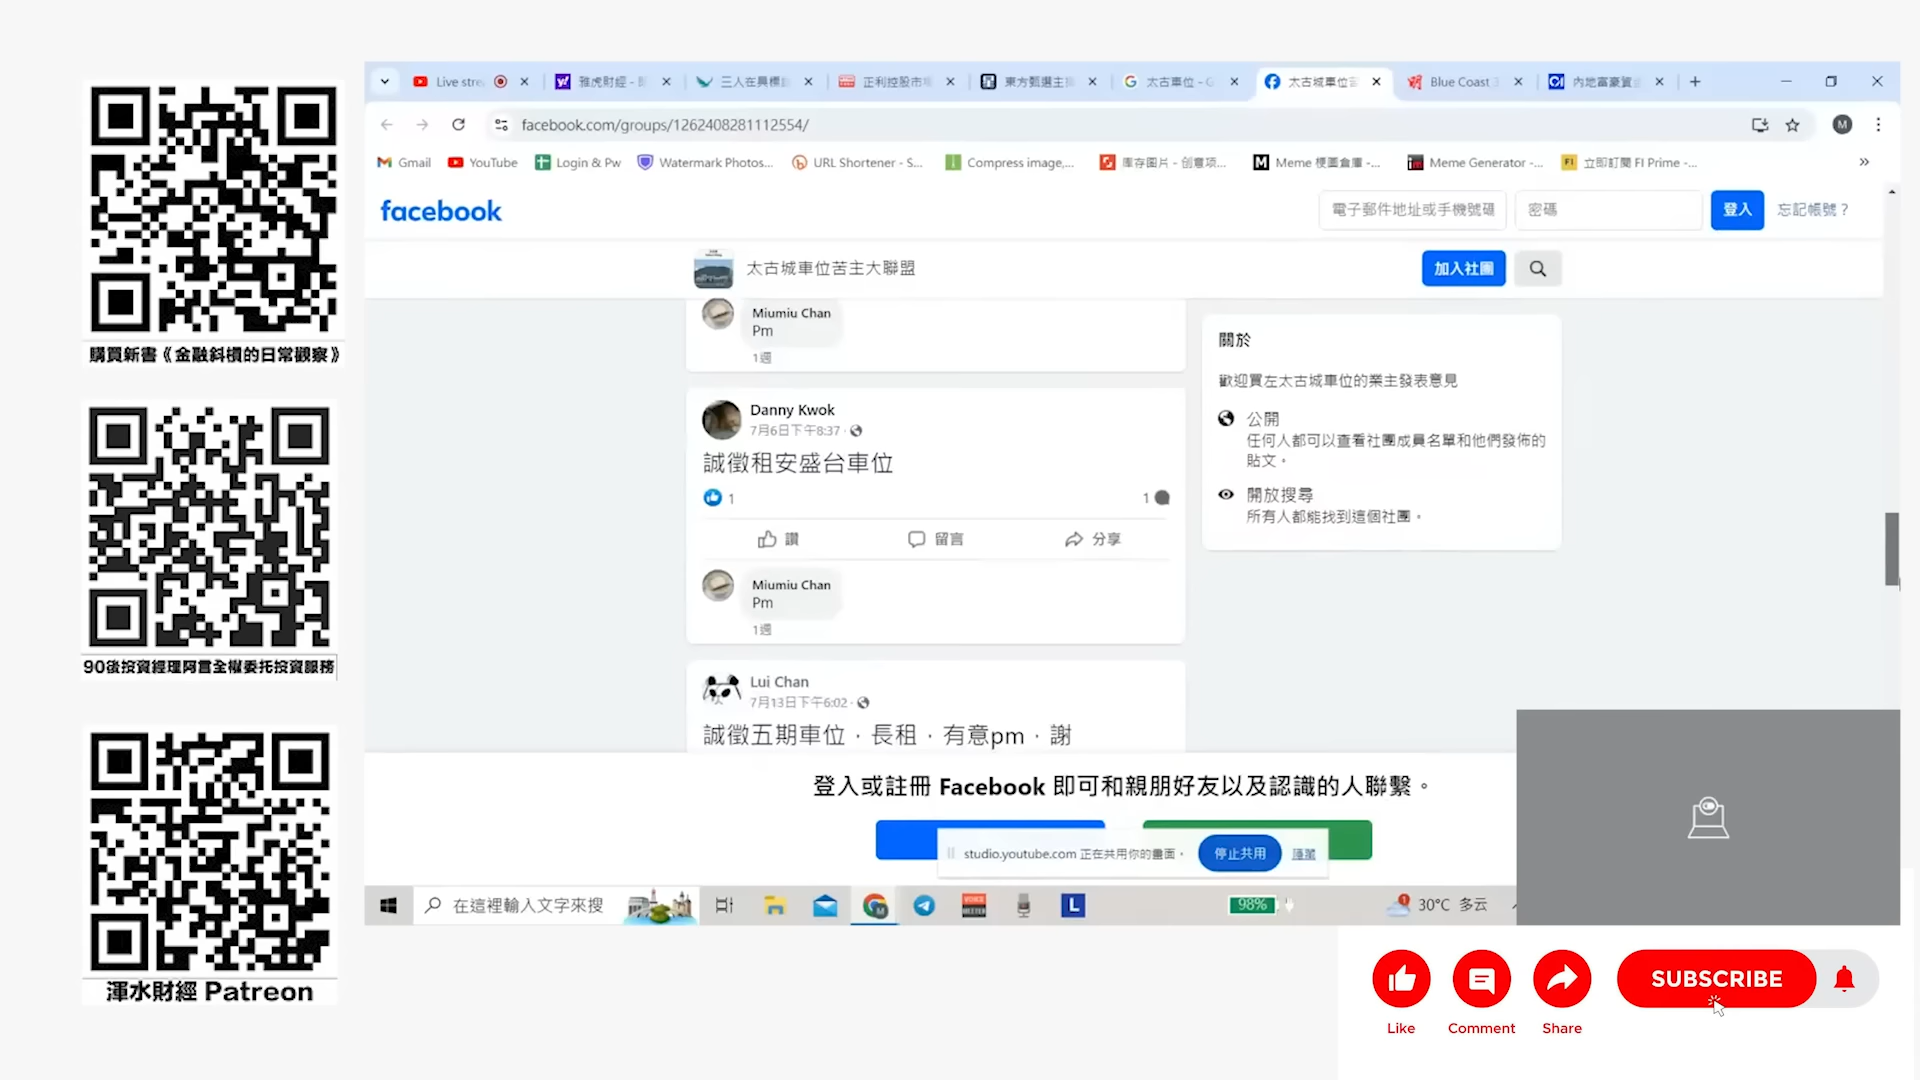 Live stre
雅虎財經 -
三人在異標
正利控股市
東方甄選主
太古車位 - G
太古城車位苦
Blue Coast
內地富豪賀
facebook.com/groups/1262408281112554/
M
Gmail
YouTube
Login & Pw
Watermark Photos...
URL Shortener - S...
Compress image,...
库存图片 - 创意项...
Meme 梗圖倉庫 -...
Meme Generator -...
立即訂閱 FI Prime -...
facebook
電子郵件地址或手機號碼
密碼
登入
忘記帳號？
太古城車位苦主大聯盟
加入社團
Miumiu Chan
Pm
1週
Danny Kwok
7月6日下午8:37
誠徵租安盛台車位
1
1
讚
留言
分享
Miumiu Chan
Pm
1週
Lui Chan
7月13日下午6:02
誠徵五期車位，長租，有意pm，謝
關於
歡迎買左太古城車位的業主發表意見
公開
任何人都可以查看社團成員名單和他們發佈的
貼文。
開放搜尋
所有人都能找到這個社團。
登入或註冊 Facebook 即可和親朋好友以及認識的人聯繫。
studio.youtube.com 正在共用你的畫面。
停止共用
隱藏
在這裡輸入文字來搜
98%
30°C 多云
購買新書《金融斜槓的日常觀察》
90後投資經理阿言全權委托投資服務
渾水財經 Patreon
Like
Comment
Share
SUBSCRIBE